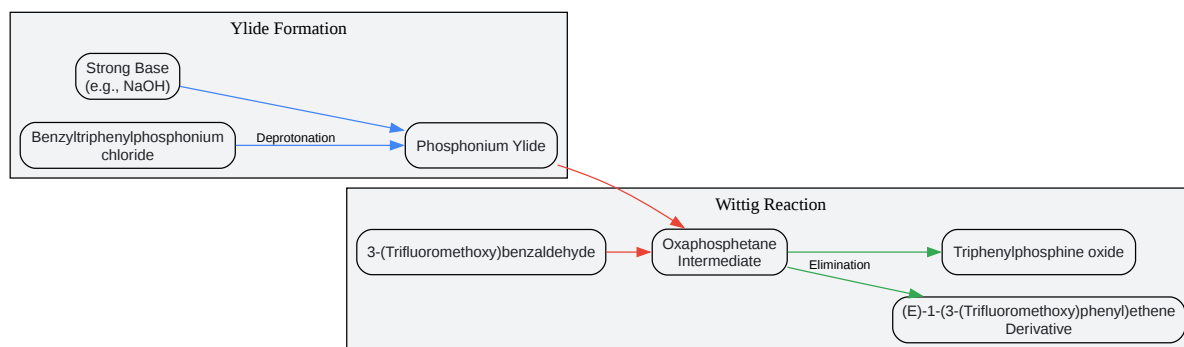 Ylide Formation
Strong Base
(e.g., NaOH)
Benzyltriphenylphosphonium
chloride
Deprotonation
Phosphonium Ylide
Wittig Reaction
3-(Trifluoromethoxy)benzaldehyde
Oxaphosphetane
Intermediate
Elimination
Triphenylphosphine oxide
(E)-1-(3-(Trifluoromethoxy)phenyl)ethene
Derivative